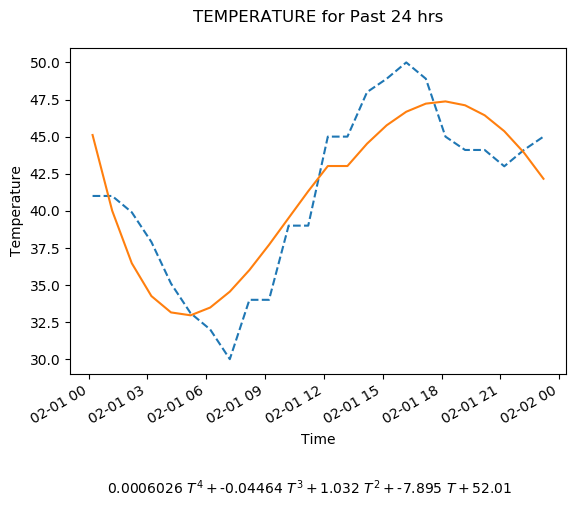 TEMPERATURE for Past 24 hrs
50.0
47.5
45.0
42.5
40.0
37.5
35.0
32.5
30.0
Temperature
02-01 00 02-01 03 02-01 06 02-01 09 02-01 12 02-01 15 02-01 18 02-01 21 02-02 00
Time
0.0006026 T⁴ + -0.04464 T³ + 1.032 T² + -7.895 T + 52.01